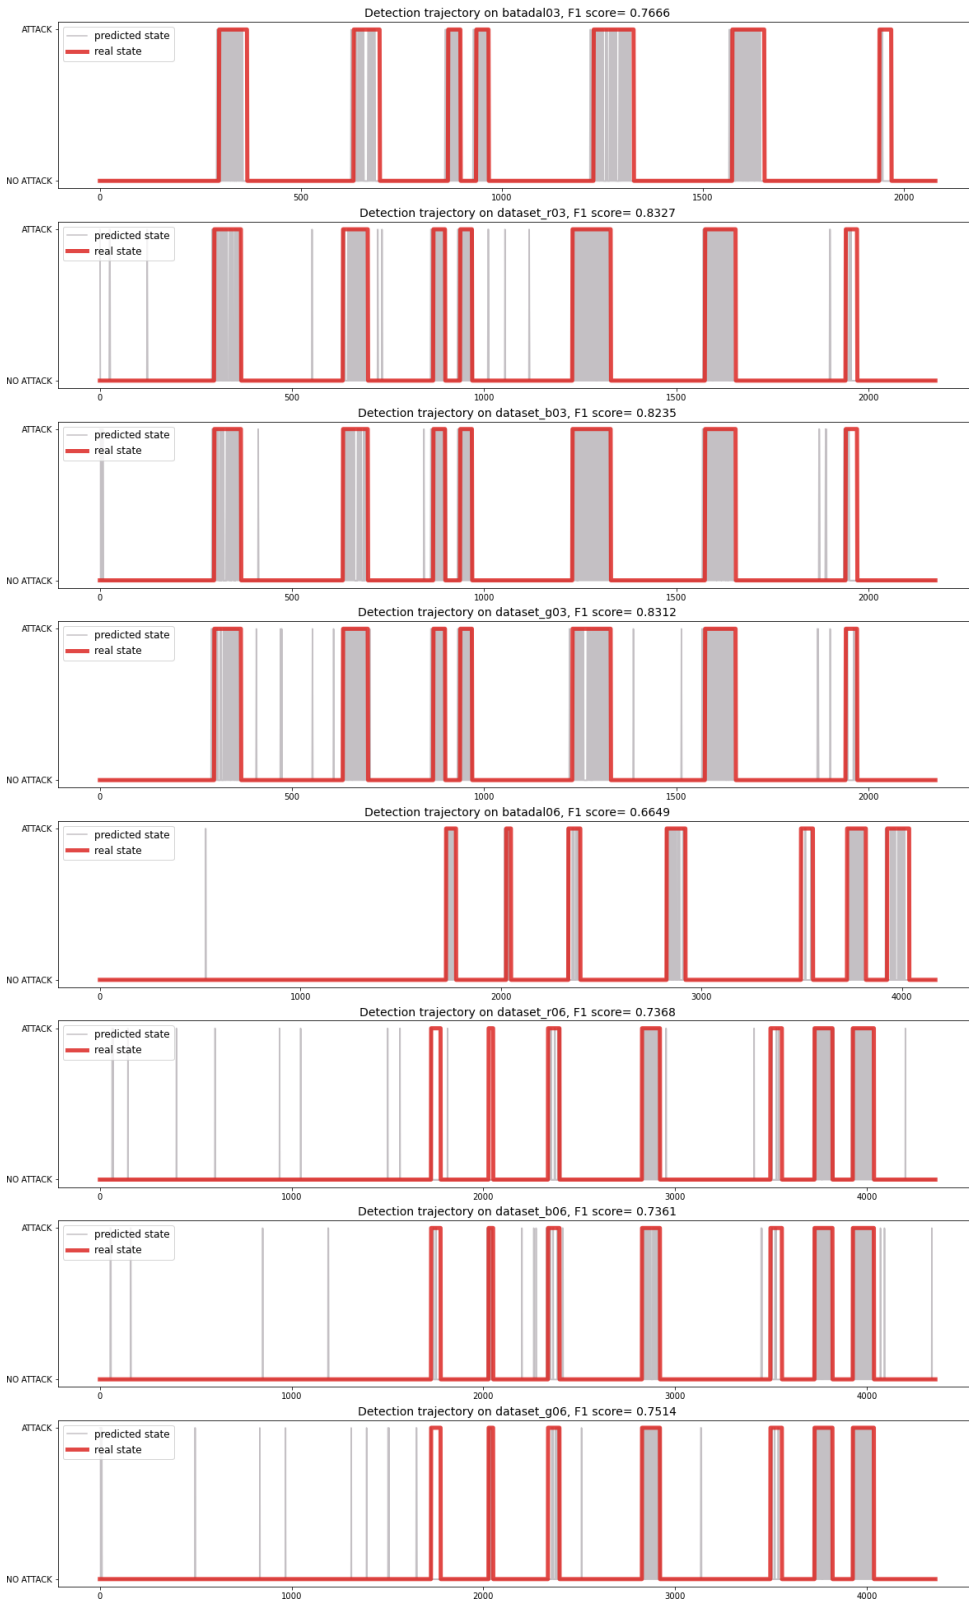 Detection trajectory on batadal03, F1 score= 0.7666
ATTACK
predicted state
real state
NO ATTACK
0 500 1000 1500 2000
Detection trajectory on dataset_r03, F1 score= 0.8327
ATTACK
predicted state
real state
NO ATTACK
0 500 1000 1500 2000
Detection trajectory on dataset_b03, F1 score= 0.8235
ATTACK
predicted state
real state
NO ATTACK
0 500 1000 1500 2000
Detection trajectory on dataset_g03, F1 score= 0.8312
ATTACK
predicted state
real state
NO ATTACK
0 500 1000 1500 2000
Detection trajectory on batadal06, F1 score= 0.6649
ATTACK
predicted state
real state
NO ATTACK
0 1000 2000 3000 4000
Detection trajectory on dataset_r06, F1 score= 0.7368
ATTACK
predicted state
real state
NO ATTACK
0 1000 2000 3000 4000
Detection trajectory on dataset_b06, F1 score= 0.7361
ATTACK
predicted state
real state
NO ATTACK
0 1000 2000 3000 4000
Detection trajectory on dataset_g06, F1 score= 0.7514
ATTACK
predicted state
real state
NO ATTACK
0 1000 2000 3000 4000